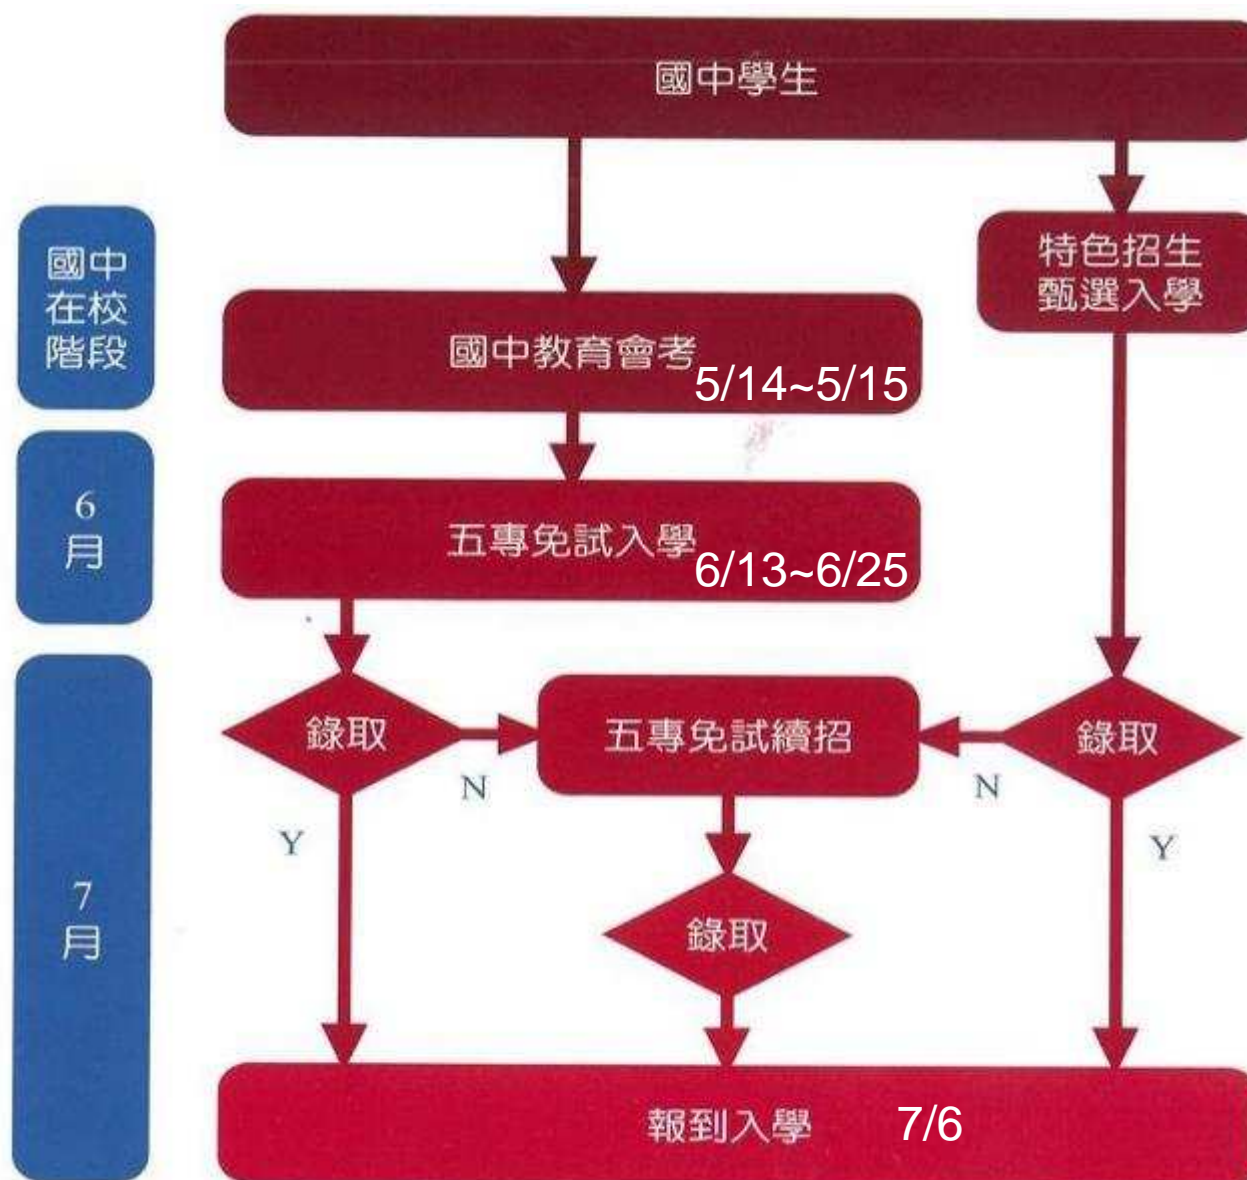 國中學生
國中
在校
階段
特色招生
甄選入學
國中教育會考
5/14~5/15
6
月
五專免試入學
6/13~6/25
7
月
錄取
五專免試續招
錄取
N
N
Y
Y
錄取
報到入學
7/6